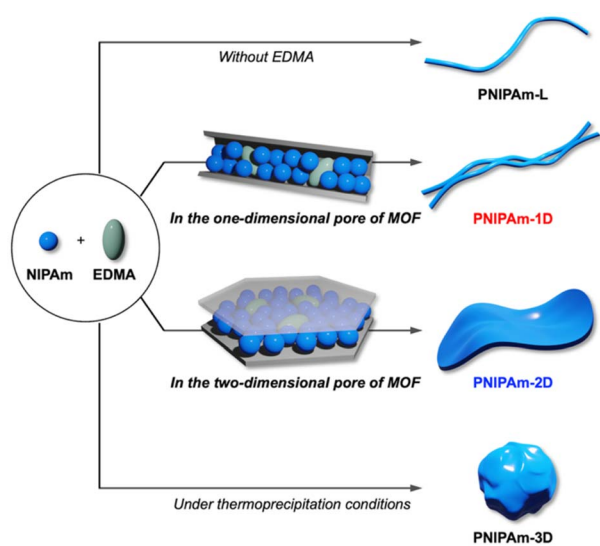 Without EDMA
PNIPAm-L
In the one-dimensional pore of MOF
PNIPAm-1D
NIPAm + EDMA
In the two-dimensional pore of MOF
PNIPAm-2D
Under thermoprecipitation conditions
PNIPAm-3D